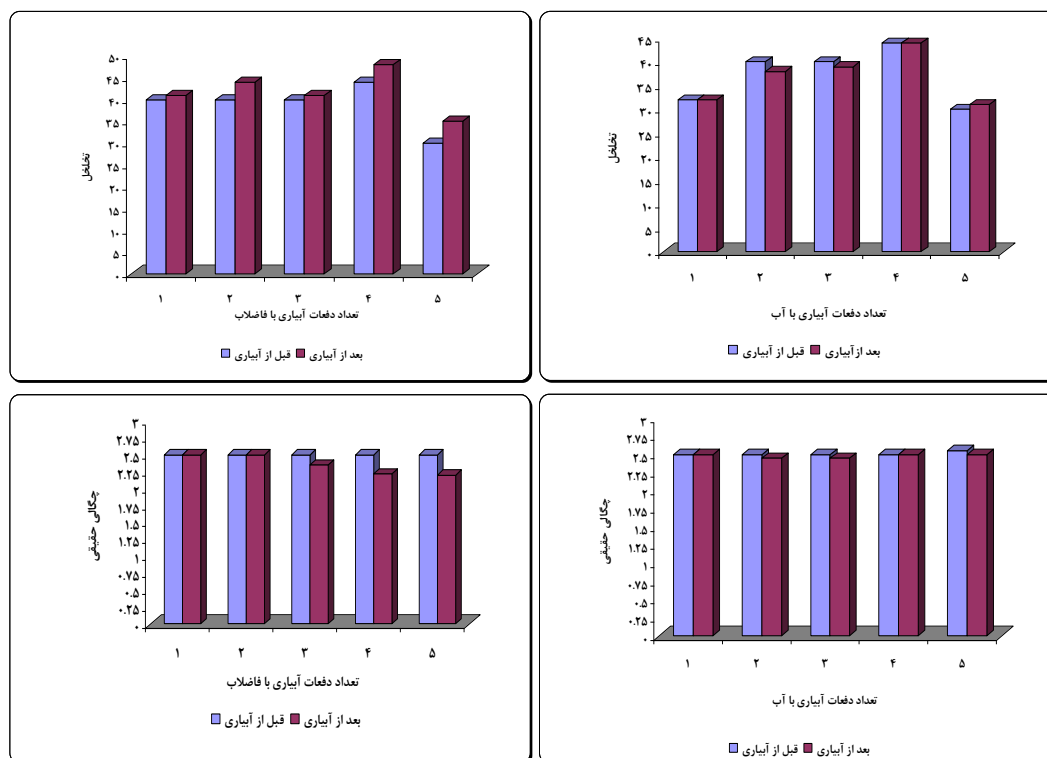 ۵۰
۴۵
۴۰
۳۵
۳۰
۲۵
۲۰
۱۵
۱۰
۵
۰
تخلخل
۱ ۲ ۳ ۴ ۵
تعداد دفعات آبیاری با فاضلاب
قبل از آبیاری بعد از آبیاری
۴۵
۴۰
۳۵
۳۰
۲۵
۲۰
۱۵
۱۰
۵
۰
تخلخل
۱ ۲ ۳ ۴ ۵
تعداد دفعات آبیاری با آب
قبل از آبیاری بعد ازآبیاری
۳
۲.۷۵
۲.۵
۲.۲۵
۲
۱.۷۵
۱.۵
۱.۲۵
۱
۰.۷۵
۰.۵
۰.۲۵
۰
چگالی حقیقی
۱ ۲ ۳ ۴ ۵
تعداد دفعات آبیاری با فاضلاب
قبل از آبیاری بعد از آبیاری
۳
۲.۷۵
۲.۵
۲.۲۵
۲
۱.۷۵
۱.۵
۱.۲۵
۱
۰.۷۵
۰.۵
۰.۲۵
۰
چگالی حقیقی
۱ ۲ ۳ ۴ ۵
تعداد دفعات آبیاری با آب
قبل از آبیاری بعد از آبیاری